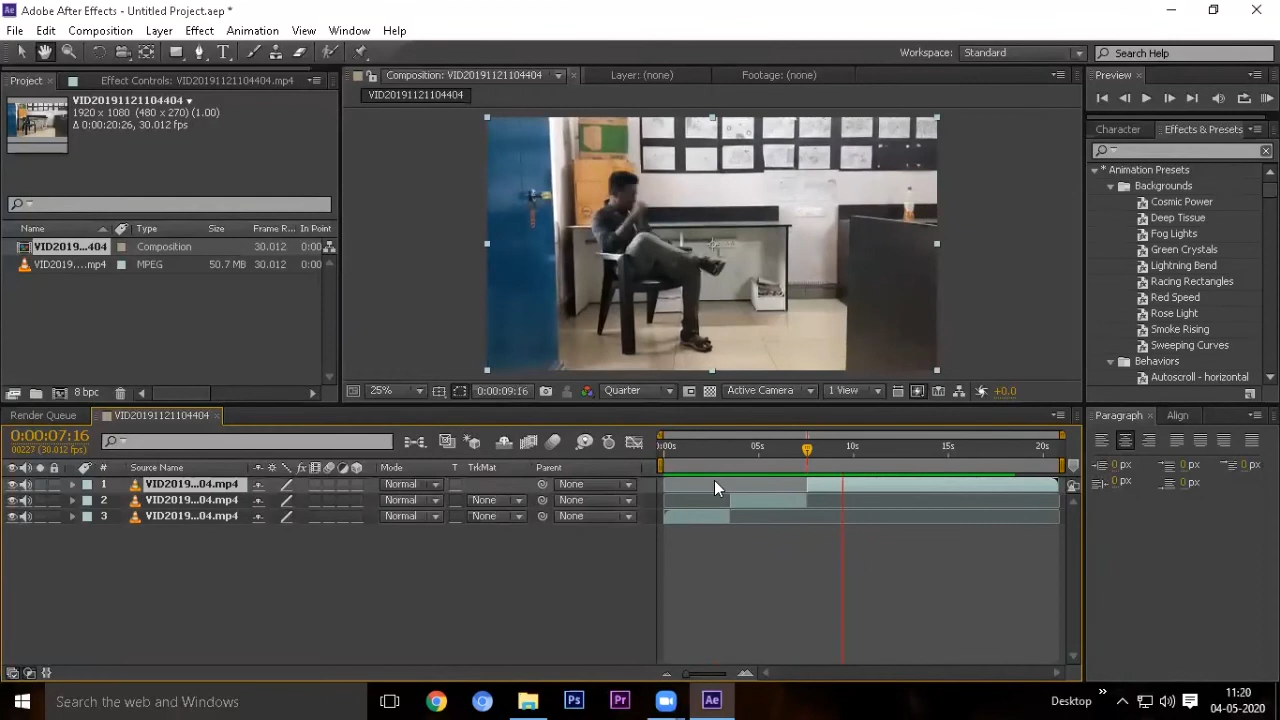 Adobe After Effects - Untitled Project.aep *
File Edit Composition Layer Effect Animation View Window Help
Workspace: Standard Search Help
Project Effect Controls: VID20191121104404.mp4
Composition: VID20191121104404 Layer: (none) Footage: (none)
Preview
VID20191121104404
1920 x 1080 (480 x 270) (1.00)
Δ 0:00:20:26, 30.012 fps
VID20191121104404
Character Effects & Presets
* Animation Presets
Backgrounds
Cosmic Power
Deep Tissue
Fog Lights
Green Crystals
Lightning Bend
Racing Rectangles
Red Speed
Rose Light
Smoke Rising
Sweeping Curves
Behaviors
Autoscroll - horizontal
Name Type Size Frame R... In Point
VID2019...404 Composition 30.012 0:00
VID2019....mp4 MPEG 50.7 MB 30.012 0:00
8 bpc
25% 0:00:09:16 Quarter Active Camera 1 View +0.0
Render Queue VID20191121104404
Paragraph Align
0:00:07:16
00227 (30.012 fps)
:00s 05s 10s 15s 20s
# Source Name Mode T TrkMat Parent
1 VID2019...04.mp4 Normal None
2 VID2019...04.mp4 Normal None None
3 VID2019...04.mp4 Normal None None
0 px 0 px 0 px
0 px 0 px
Search the web and Windows
Ps Pr Ae
Desktop
11:20
04-05-2020